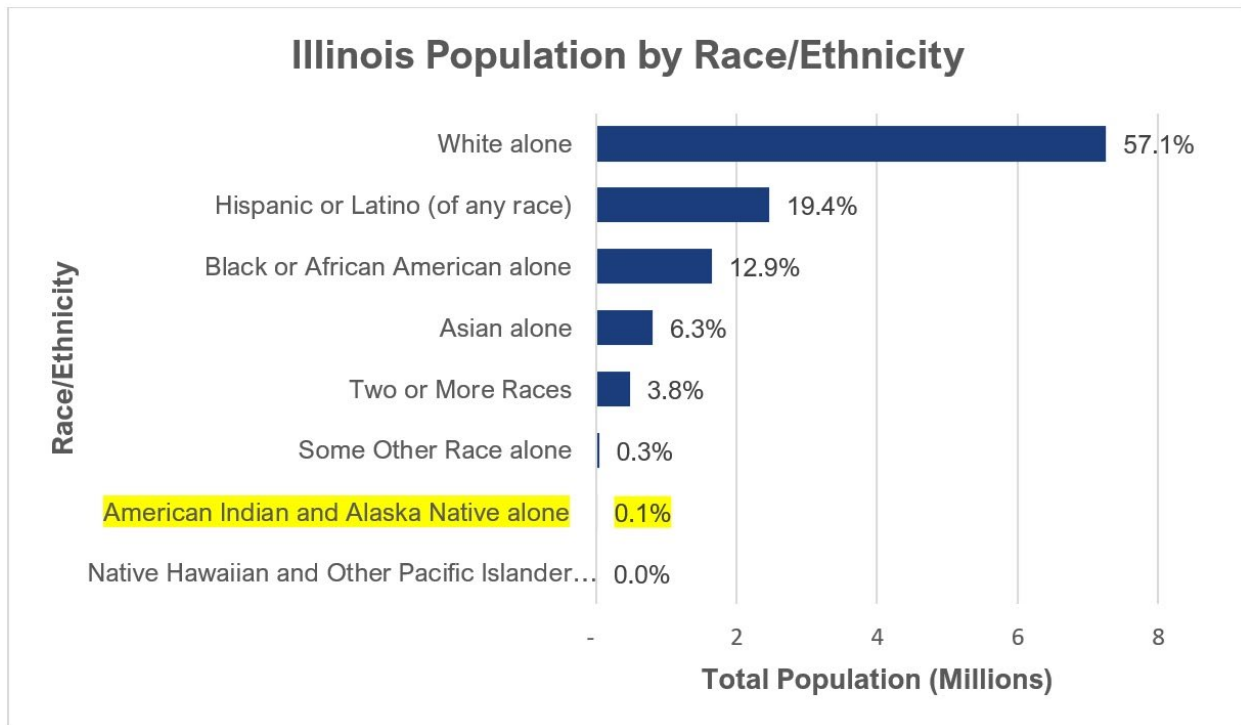 Illinois Population by Race/Ethnicity
Race/Ethnicity
White alone 57.1%
Hispanic or Latino (of any race) 19.4%
Black or African American alone 12.9%
Asian alone 6.3%
Two or More Races 3.8%
Some Other Race alone 0.3%
American Indian and Alaska Native alone 0.1%
Native Hawaiian and Other Pacific Islander… 0.0%
- 2 4 6 8
Total Population (Millions)